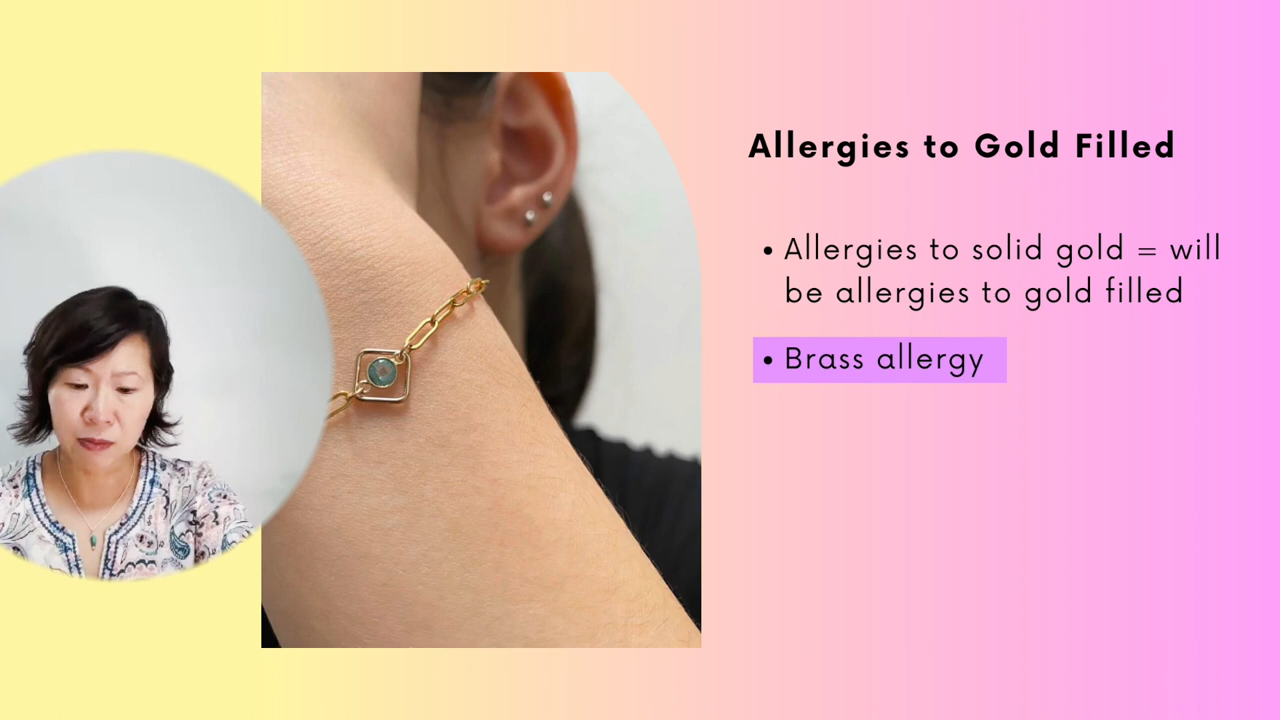 Allergies to Gold Filled
• Allergies to solid gold = will
be allergies to gold filled
• Brass allergy